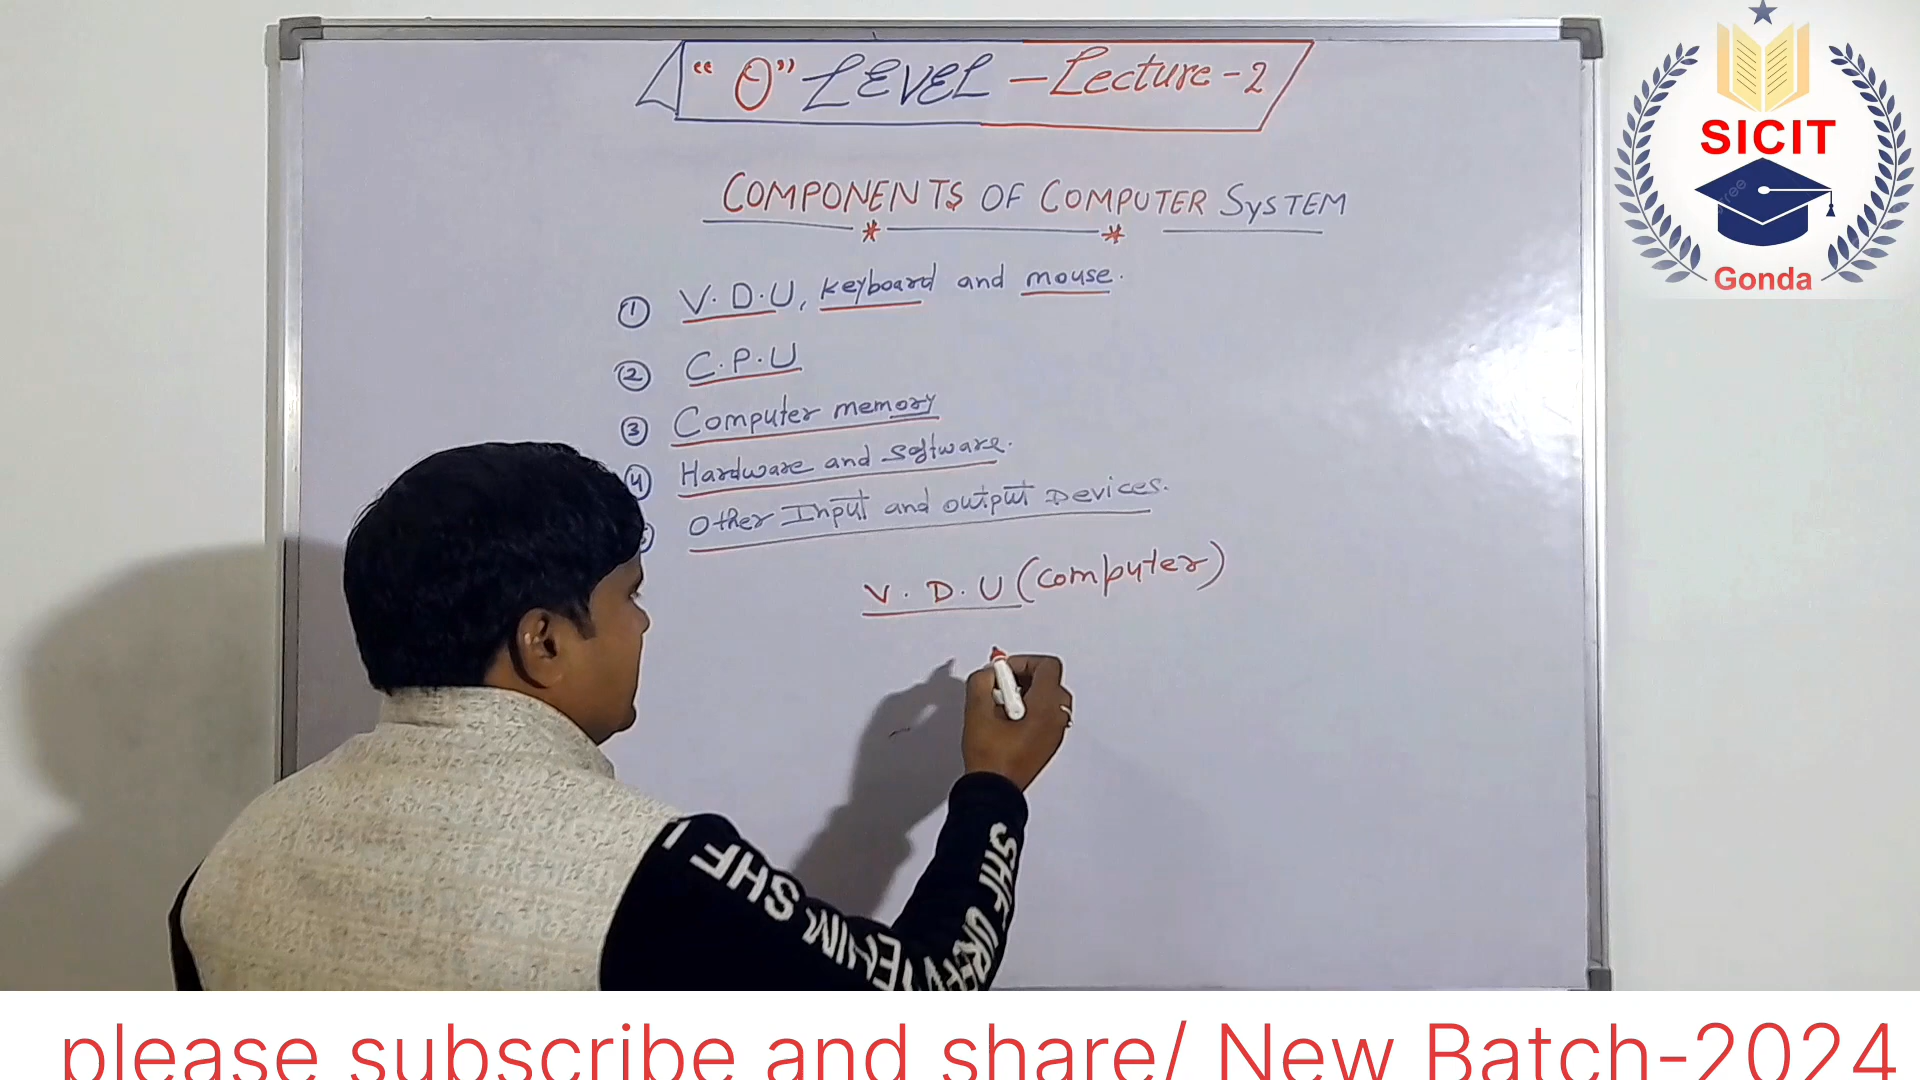 "O" LEVEL - Lecture - 2
COMPONENTS OF COMPUTER SYSTEM
① V.D.U, keyboard and mouse.
② C.P.U
③ Computer memory
④ Hardware and software.
Other Input and output Devices.
V.D.U (Computer)
SICIT
Gonda
please subscribe and share/ New Batch-2024